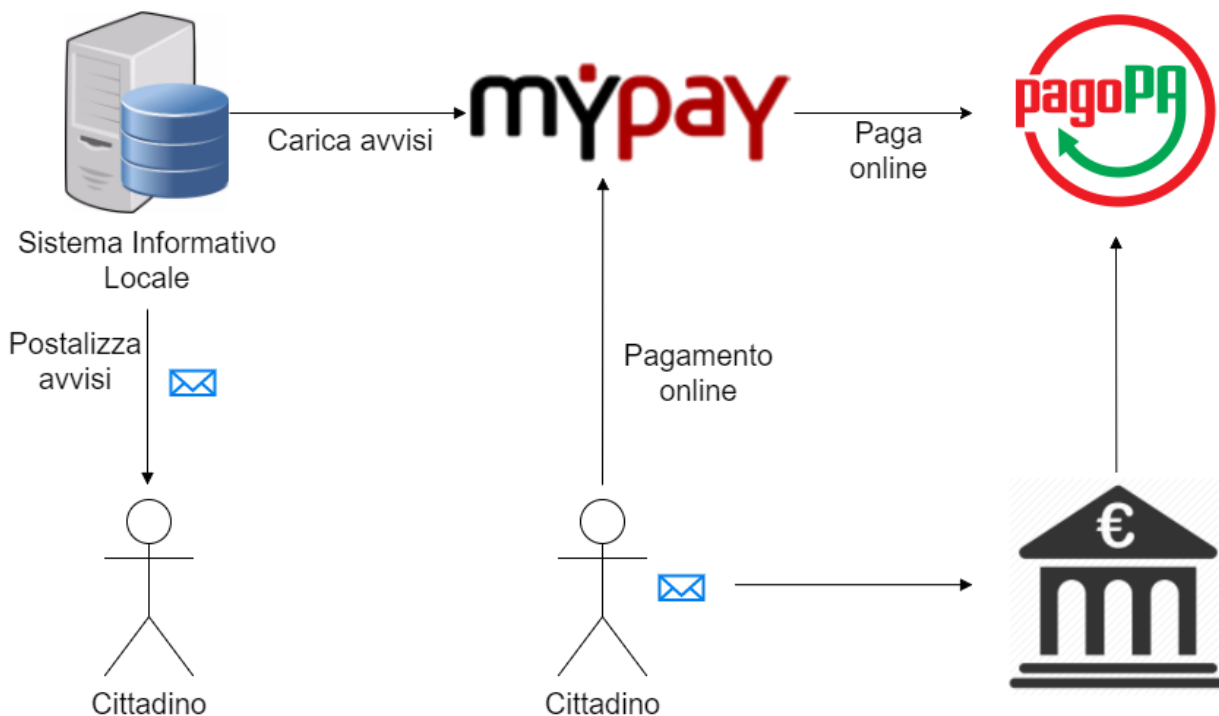 mypay
pagoPA
Carica avvisi
Paga
online
Sistema Informativo
Locale
Postalizza
avvisi
Pagamento
online
€
Cittadino
Cittadino